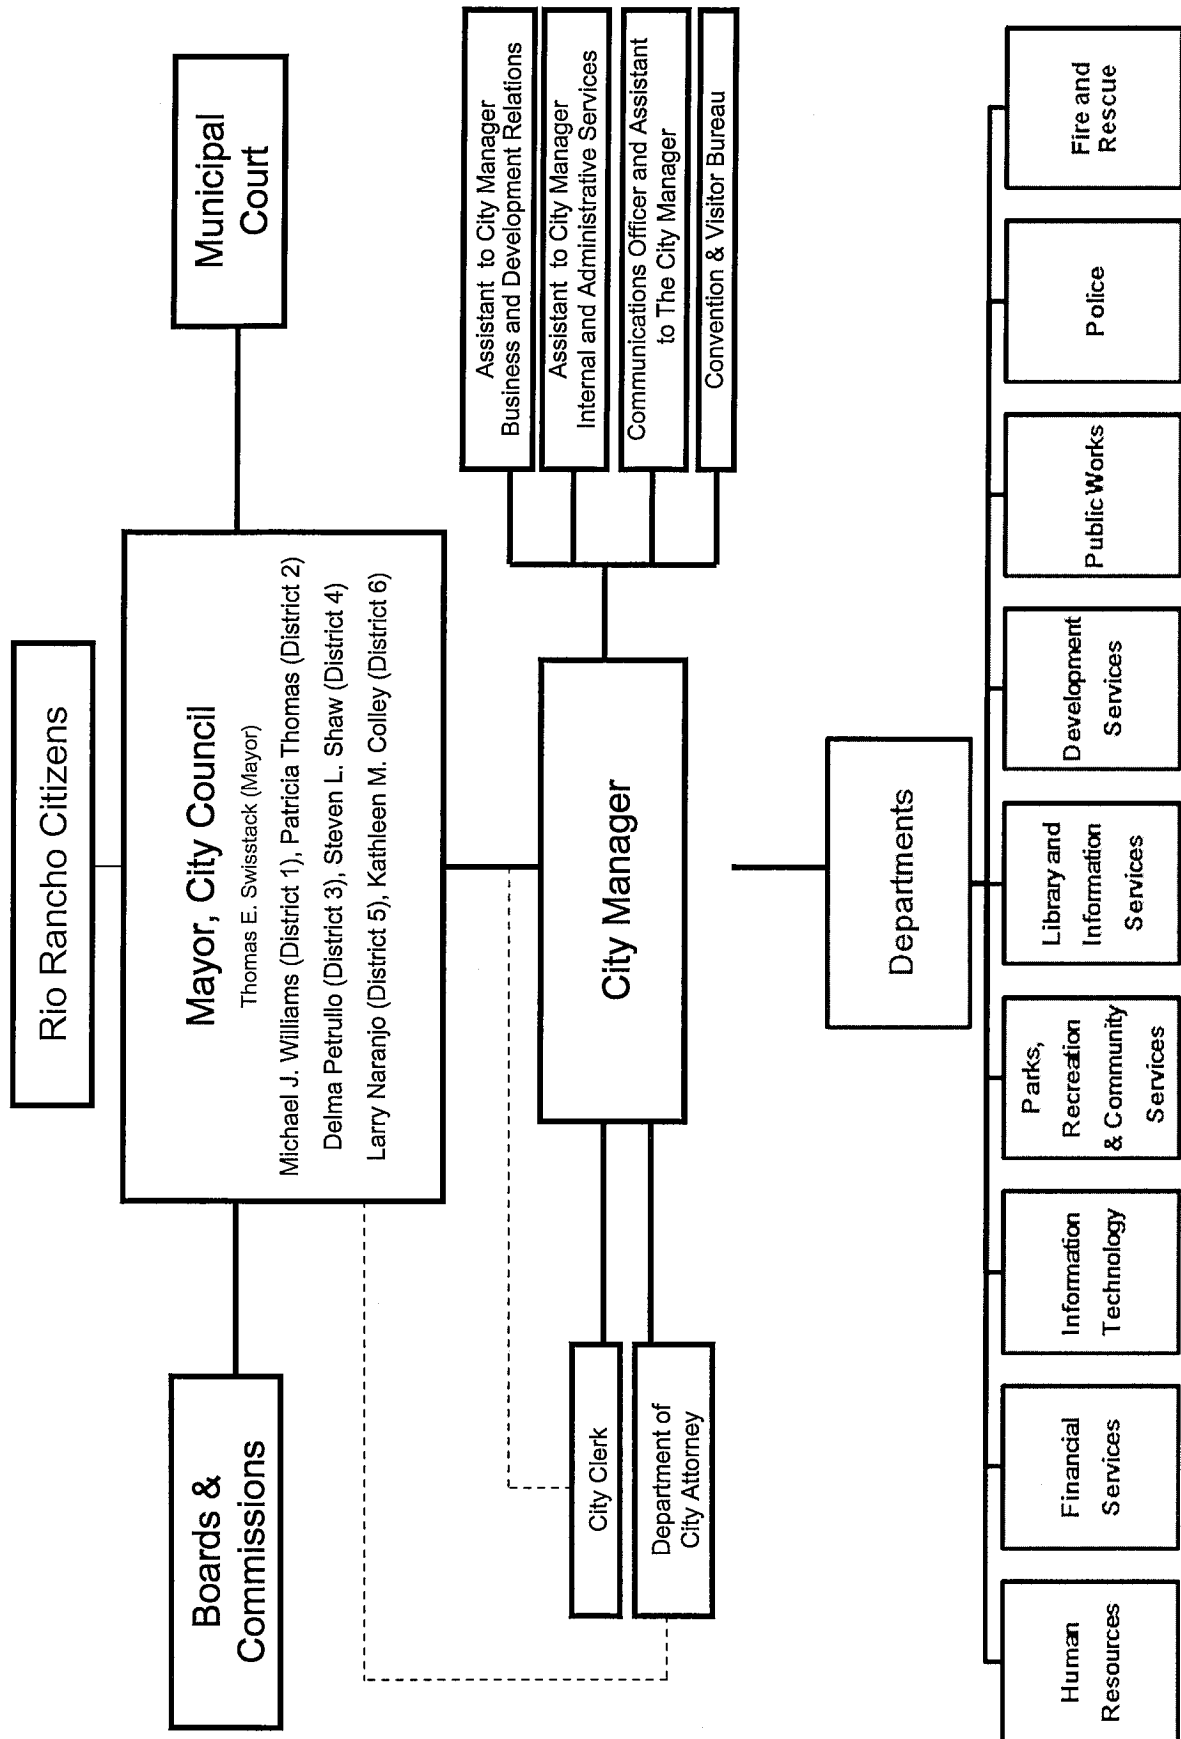 Rio Rancho Citizens
Mayor, City Council
Thomas E. Swisstack (Mayor)
Michael J. Williams (District 1), Patricia Thomas (District 2)
Delma Petrullo (District 3), Steven L. Shaw (District 4)
Larry Naranjo (District 5), Kathleen M. Colley (District 6)
Boards &
Commissions
Municipal
Court
City Manager
City Clerk
Department of
City Attorney
Assistant to City Manager
Business and Development Relations
Assistant to City Manager
Internal and Administrative Services
Communications Officer and Assistant
to The City Manager
Convention & Visitor Bureau
Departments
Human
Resources
Financial
Services
Information
Technology
Parks,
Recreation
& Community
Services
Library and
Information
Services
Development
Services
Public Works
Police
Fire and
Rescue